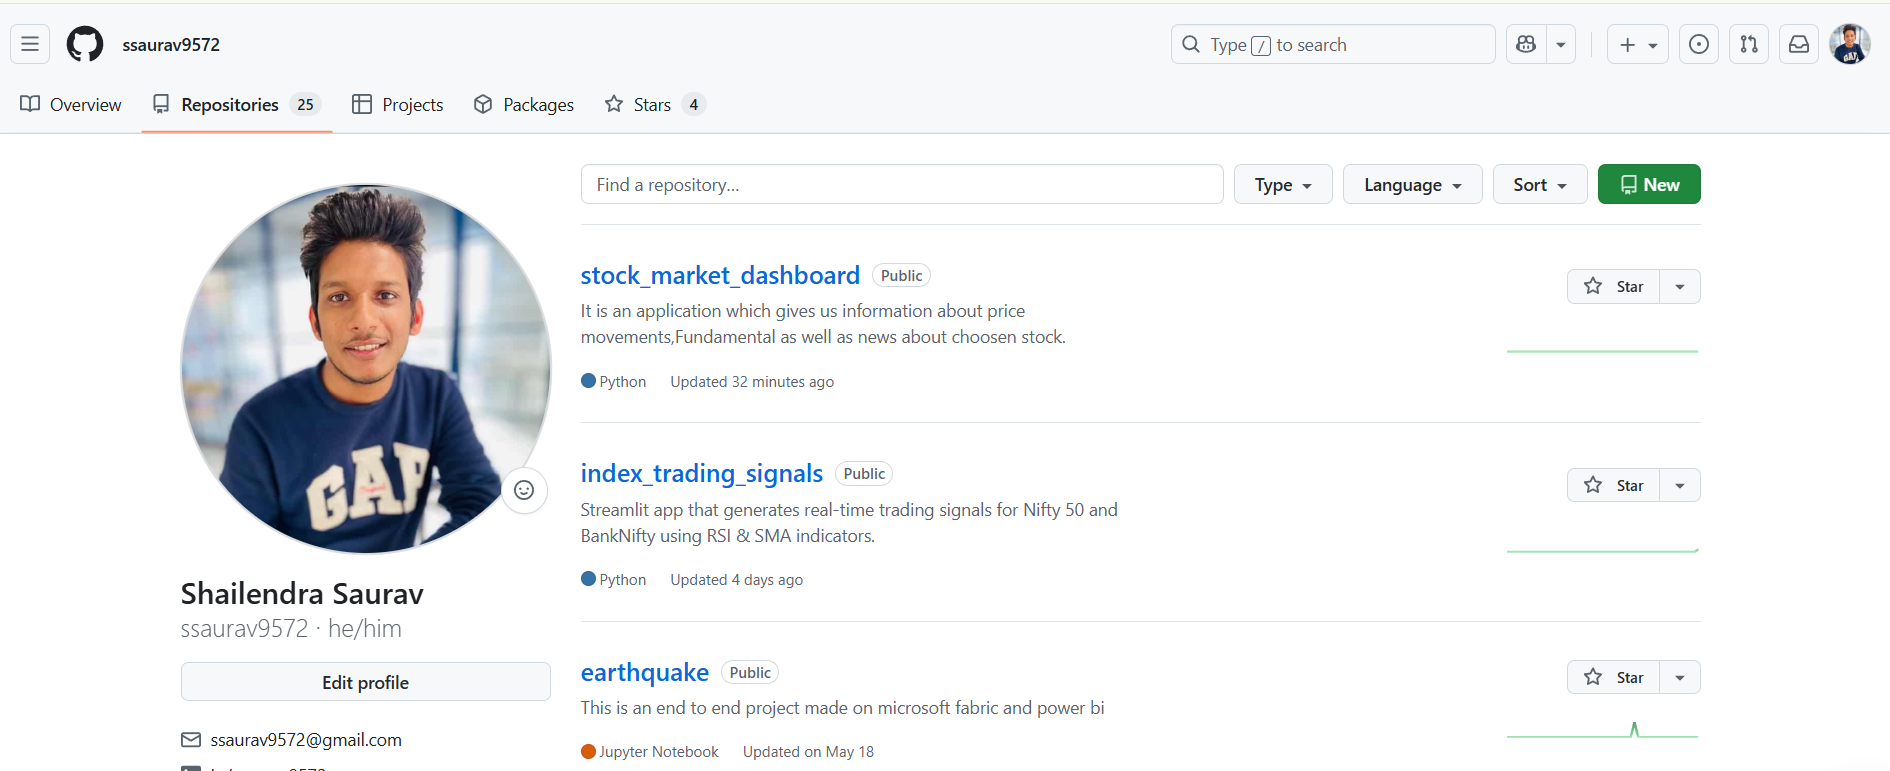 ssaurav9572
Type / to search
Overview
Repositories 25
Projects
Packages
Stars 4
Find a repository...
Type
Language
Sort
New
stock_market_dashboard Public
Star
It is an application which gives us information about price
movements,Fundamental as well as news about choosen stock.
Python Updated 32 minutes ago
index_trading_signals Public
Star
Streamlit app that generates real-time trading signals for Nifty 50 and
BankNifty using RSI & SMA indicators.
Python Updated 4 days ago
earthquake Public
Star
This is an end to end project made on microsoft fabric and power bi
Jupyter Notebook Updated on May 18
GAP
Shailendra Saurav
ssaurav9572 · he/him
Edit profile
ssaurav9572@gmail.com